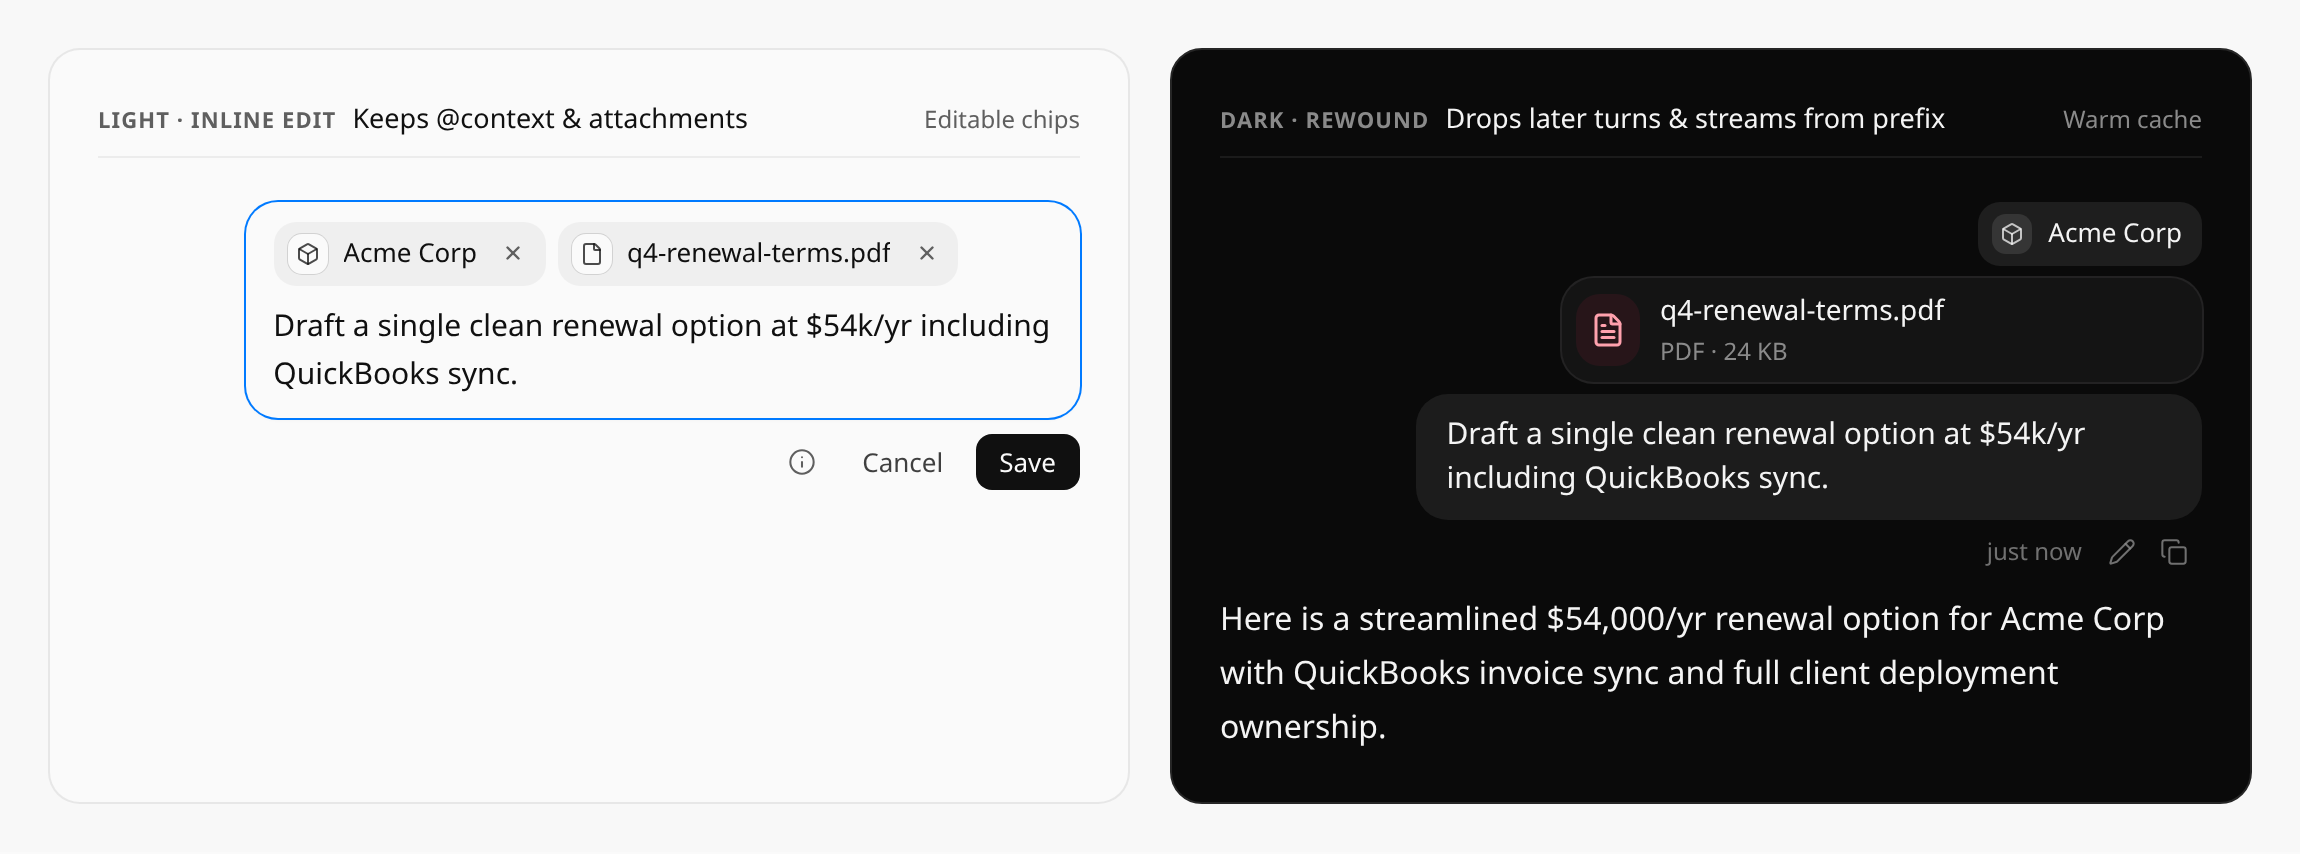 LIGHT · INLINE EDIT Keeps @context & attachments Editable chips
Acme Corp
q4-renewal-terms.pdf
Draft a single clean renewal option at $54k/yr including
QuickBooks sync.
Cancel
Save
DARK · REWOUND Drops later turns & streams from prefix Warm cache
Acme Corp
q4-renewal-terms.pdf
PDF · 24 KB
Draft a single clean renewal option at $54k/yr
including QuickBooks sync.
just now
Here is a streamlined $54,000/yr renewal option for Acme Corp
with QuickBooks invoice sync and full client deployment
ownership.